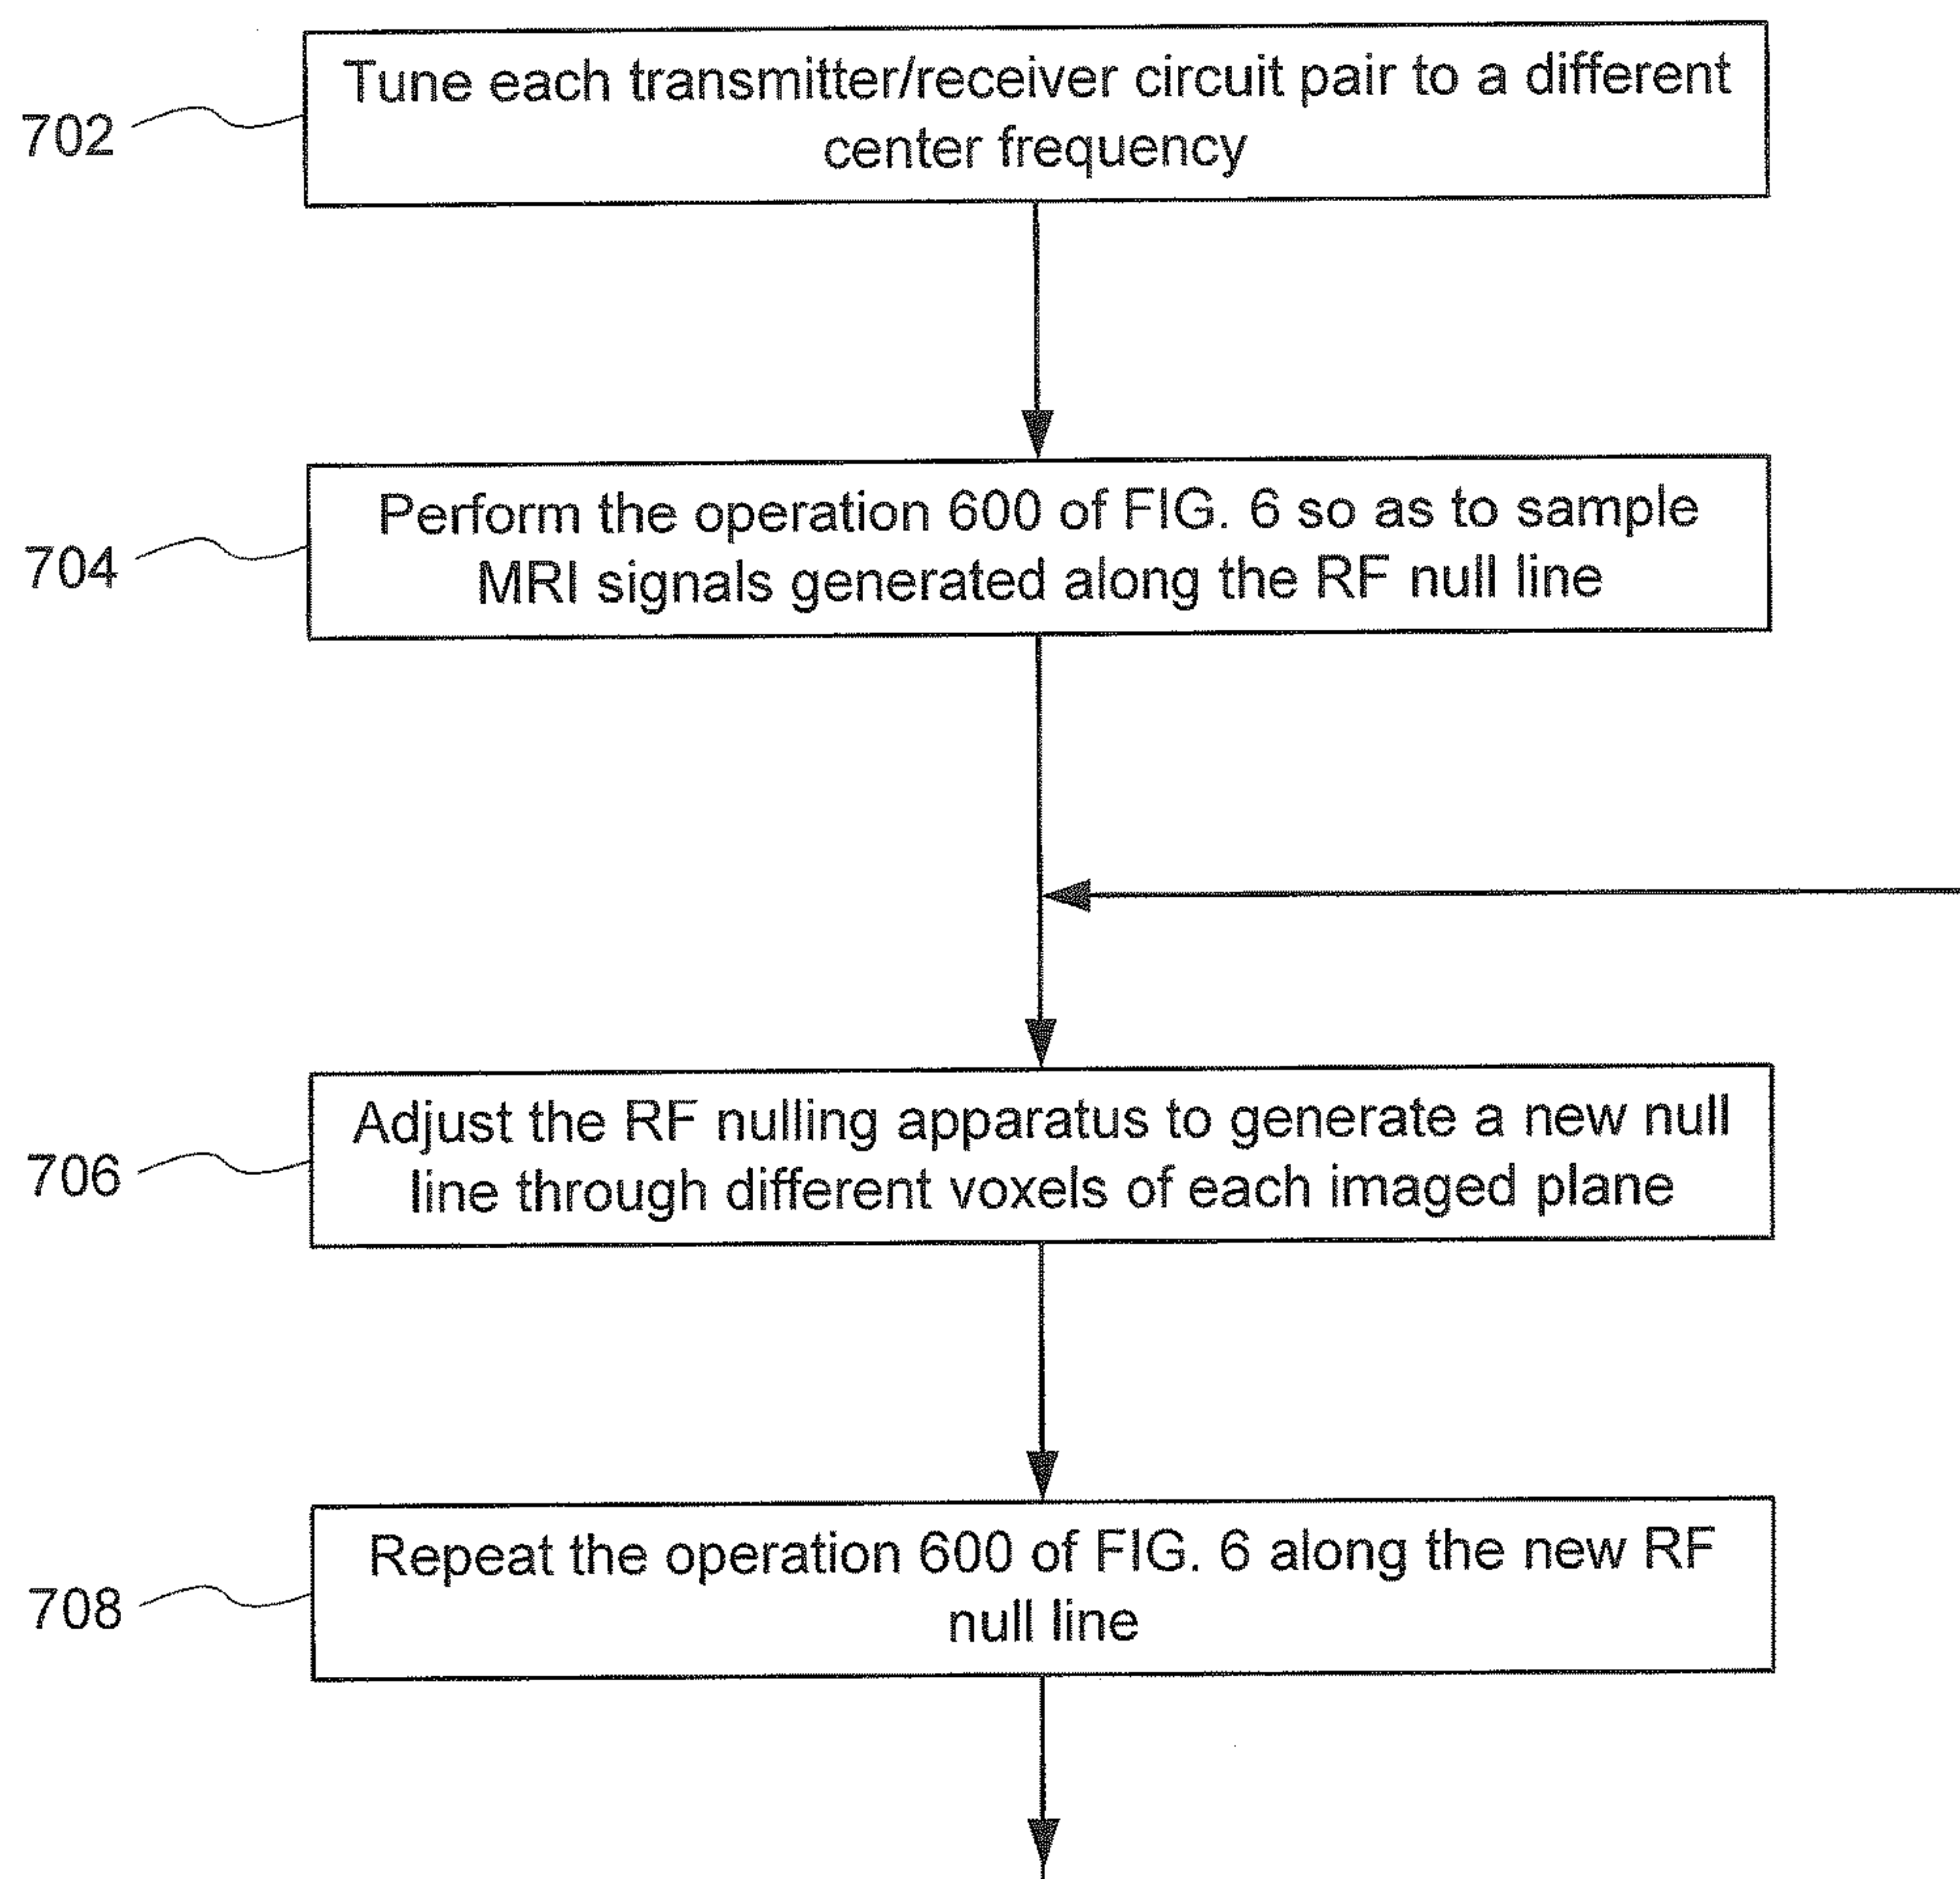 Tune each transmitter/receiver circuit pair to a different
center frequency
702
Perform the operation 600 of FIG. 6 so as to sample
MRI signals generated along the RF null line
704
Adjust the RF nulling apparatus to generate a new null
line through different voxels of each imaged plane
706
Repeat the operation 600 of FIG. 6 along the new RF
null line
708